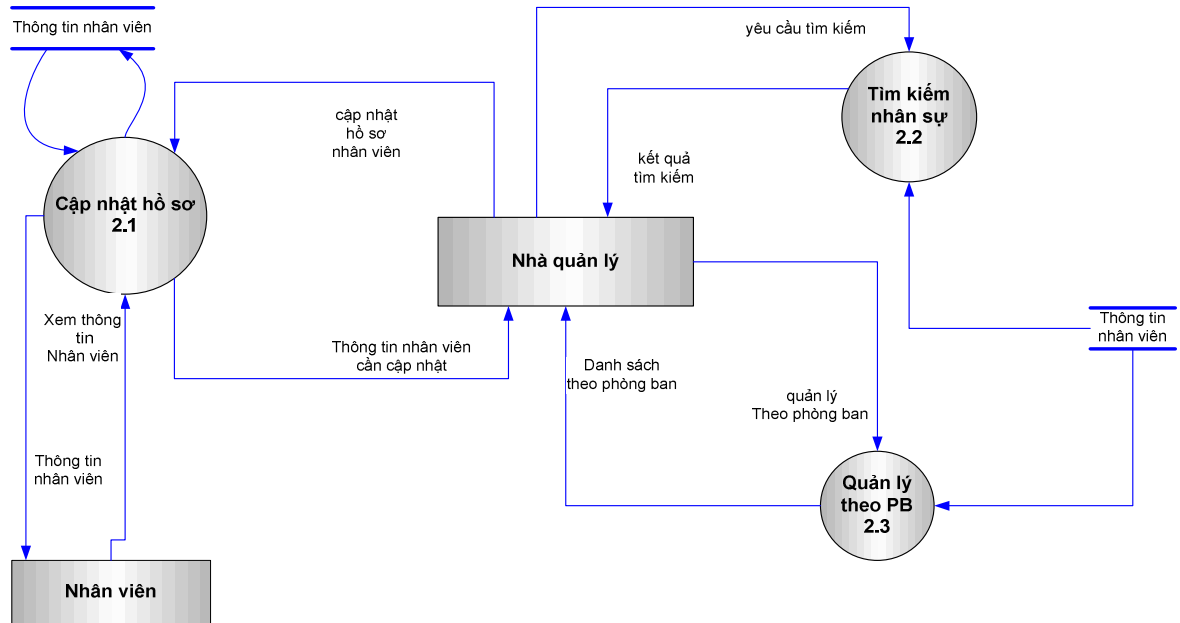 Thông tin nhân viên
yêu cầu tìm kiếm
Tìm kiếm
nhân sự
2.2
cập nhật
hồ sơ
nhân viên
kết quả
tìm kiếm
Cập nhật hồ sơ
2.1
Nhà quản lý
Xem thông
tin
Nhân viên
Thông tin nhân viên
cần cập nhật
Danh sách
theo phòng ban
Thông tin
nhân viên
quản lý
Theo phòng ban
Thông tin
nhân viên
Quản lý
theo PB
2.3
Nhân viên